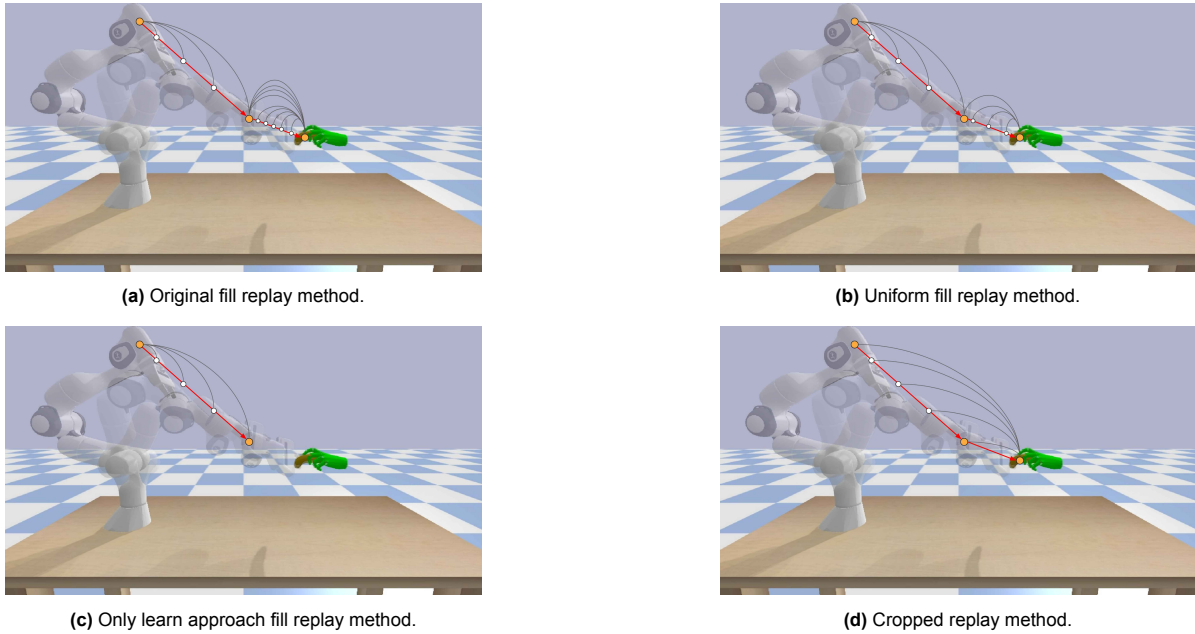 (a) Original fill replay method.
(b) Uniform fill replay method.
(c) Only learn approach fill replay method.
(d) Cropped replay method.